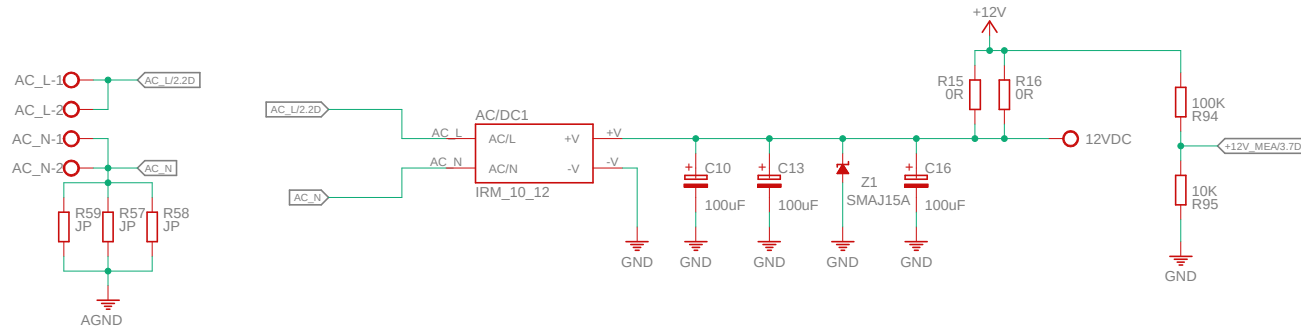 +12V
AC_L-1
AC_L/2.2D
AC_L-2
AC_N-1
AC_N-2
AC_N
R59
JP
R57
JP
R58
JP
AGND
AC_L/2.2D
AC_N
AC/DC1
AC_L
AC/L
+V
+V
AC_N
AC/N
-V
-V
IRM_10_12
GND
+
C10
100uF
GND
+
C13
100uF
GND
Z1
SMAJ15A
GND
+
C16
100uF
GND
R15
0R
R16
0R
12VDC
100K
R94
+12V_MEA/3.7D
10K
R95
GND